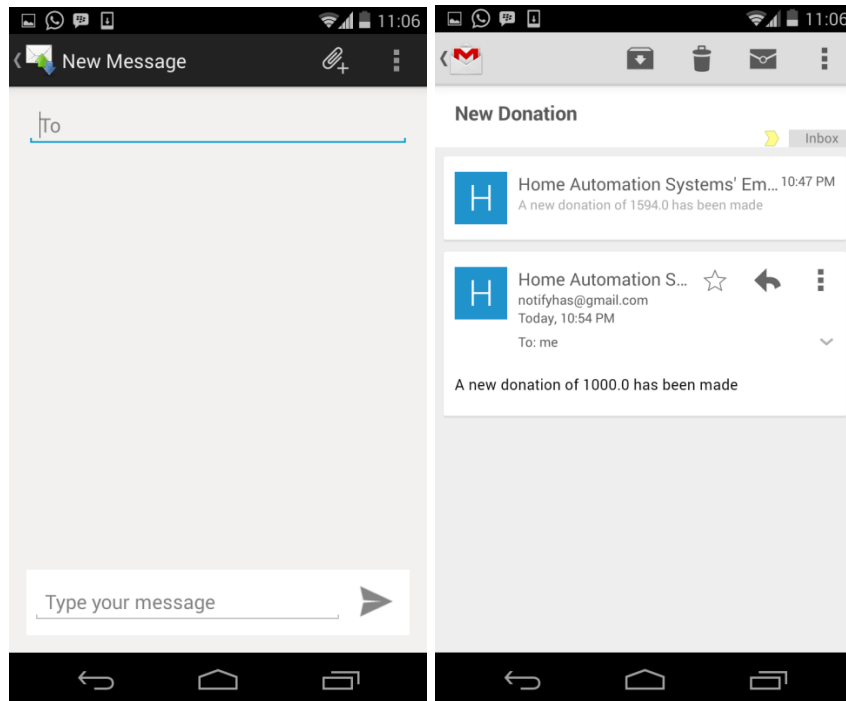 11:06
New Message
To
Type your message
11:06
New Donation
Inbox
Home Automation Systems' Em... 10:47 PM
A new donation of 1594.0 has been made
H
Home Automation S...
notifyhas@gmail.com
Today, 10:54 PM
To: me
H
A new donation of 1000.0 has been made